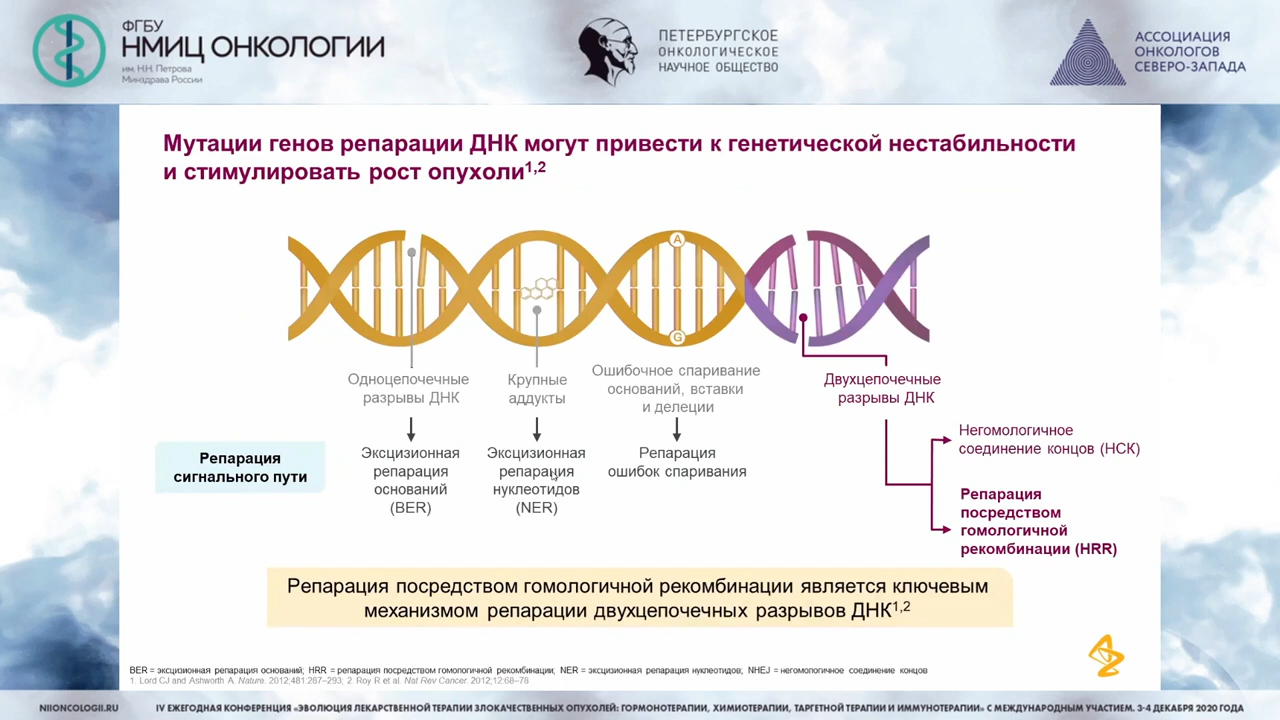 ФГБУ
НМИЦ ОНКОЛОГИИ
им. Н.Н. Петрова
Минздрава России
ПЕТЕРБУРГСКОЕ
ОНКОЛОГИЧЕСКОЕ
НАУЧНОЕ ОБЩЕСТВО
АССОЦИАЦИЯ
ОНКОЛОГОВ
СЕВЕРО-ЗАПАДА
Мутации генов репарации ДНК могут привести к генетической нестабильности
и стимулировать рост опухоли1,2
A
G
Одноцепочечные
разрывы ДНК
Крупные
аддукты
Ошибочное спаривание
оснований, вставки
и делеции
Двухцепочечные
разрывы ДНК
Репарация
сигнального пути
Эксцизионная
репарация
оснований
(BER)
Эксцизионная
репарация
нуклеотидов
(NER)
Репарация
ошибок спаривания
Негомологичное
соединение концов (НСК)
Репарация
посредством
гомологичной
рекомбинации (HRR)
Репарация посредством гомологичной рекомбинации является ключевым
механизмом репарации двухцепочечных разрывов ДНК1,2
BER = эксцизионная репарация оснований; HRR = репарация посредством гомологичной рекомбинации; NER = эксцизионная репарация нуклеотидов; NHEJ = негомологичное соединение концов
1. Lord CJ and Ashworth A. Nature. 2012;481:287–293; 2. Roy R et al. Nat Rev Cancer. 2012;12:68–78
NIIONCOLOGII.RU
IV ЕЖЕГОДНАЯ КОНФЕРЕНЦИЯ «ЭВОЛЮЦИЯ ЛЕКАРСТВЕННОЙ ТЕРАПИИ ЗЛОКАЧЕСТВЕННЫХ ОПУХОЛЕЙ: ГОРМОНОТЕРАПИИ, ХИМИОТЕРАПИИ, ТАРГЕТНОЙ ТЕРАПИИ И ИММУНОТЕРАПИИ» С МЕЖДУНАРОДНЫМ УЧАСТИЕМ. 3-4 ДЕКАБРЯ 2020 ГОДА